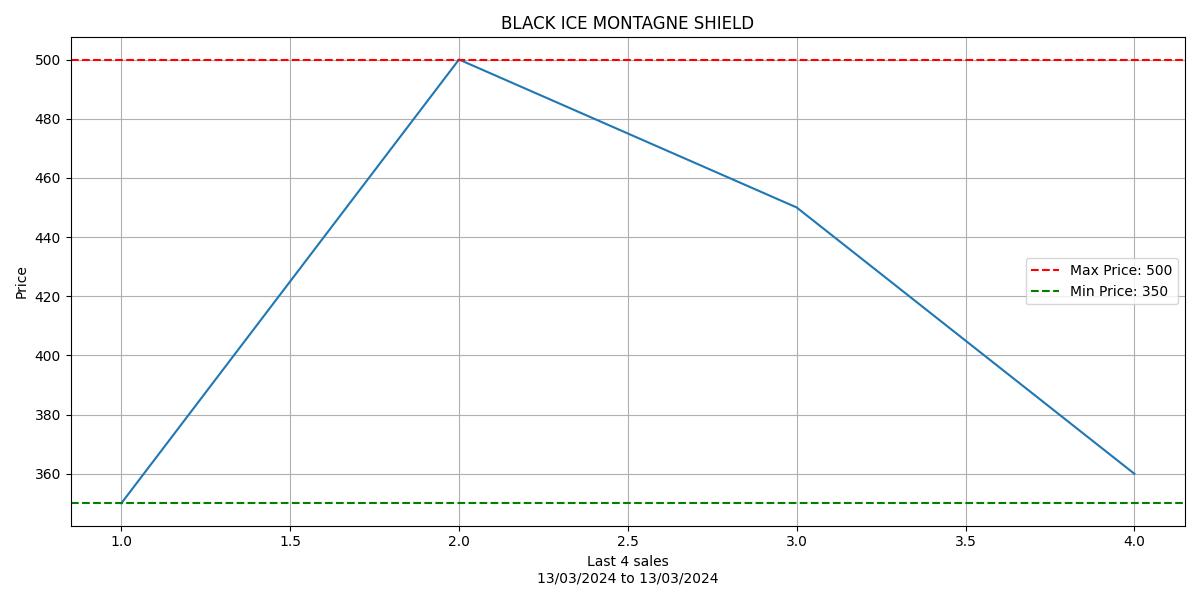 BLACK ICE MONTAGNE SHIELD
Price
500
480
460
440
420
400
380
360
Max Price: 500
Min Price: 350
1.0 1.5 2.0 2.5 3.0 3.5 4.0
Last 4 sales
13/03/2024 to 13/03/2024